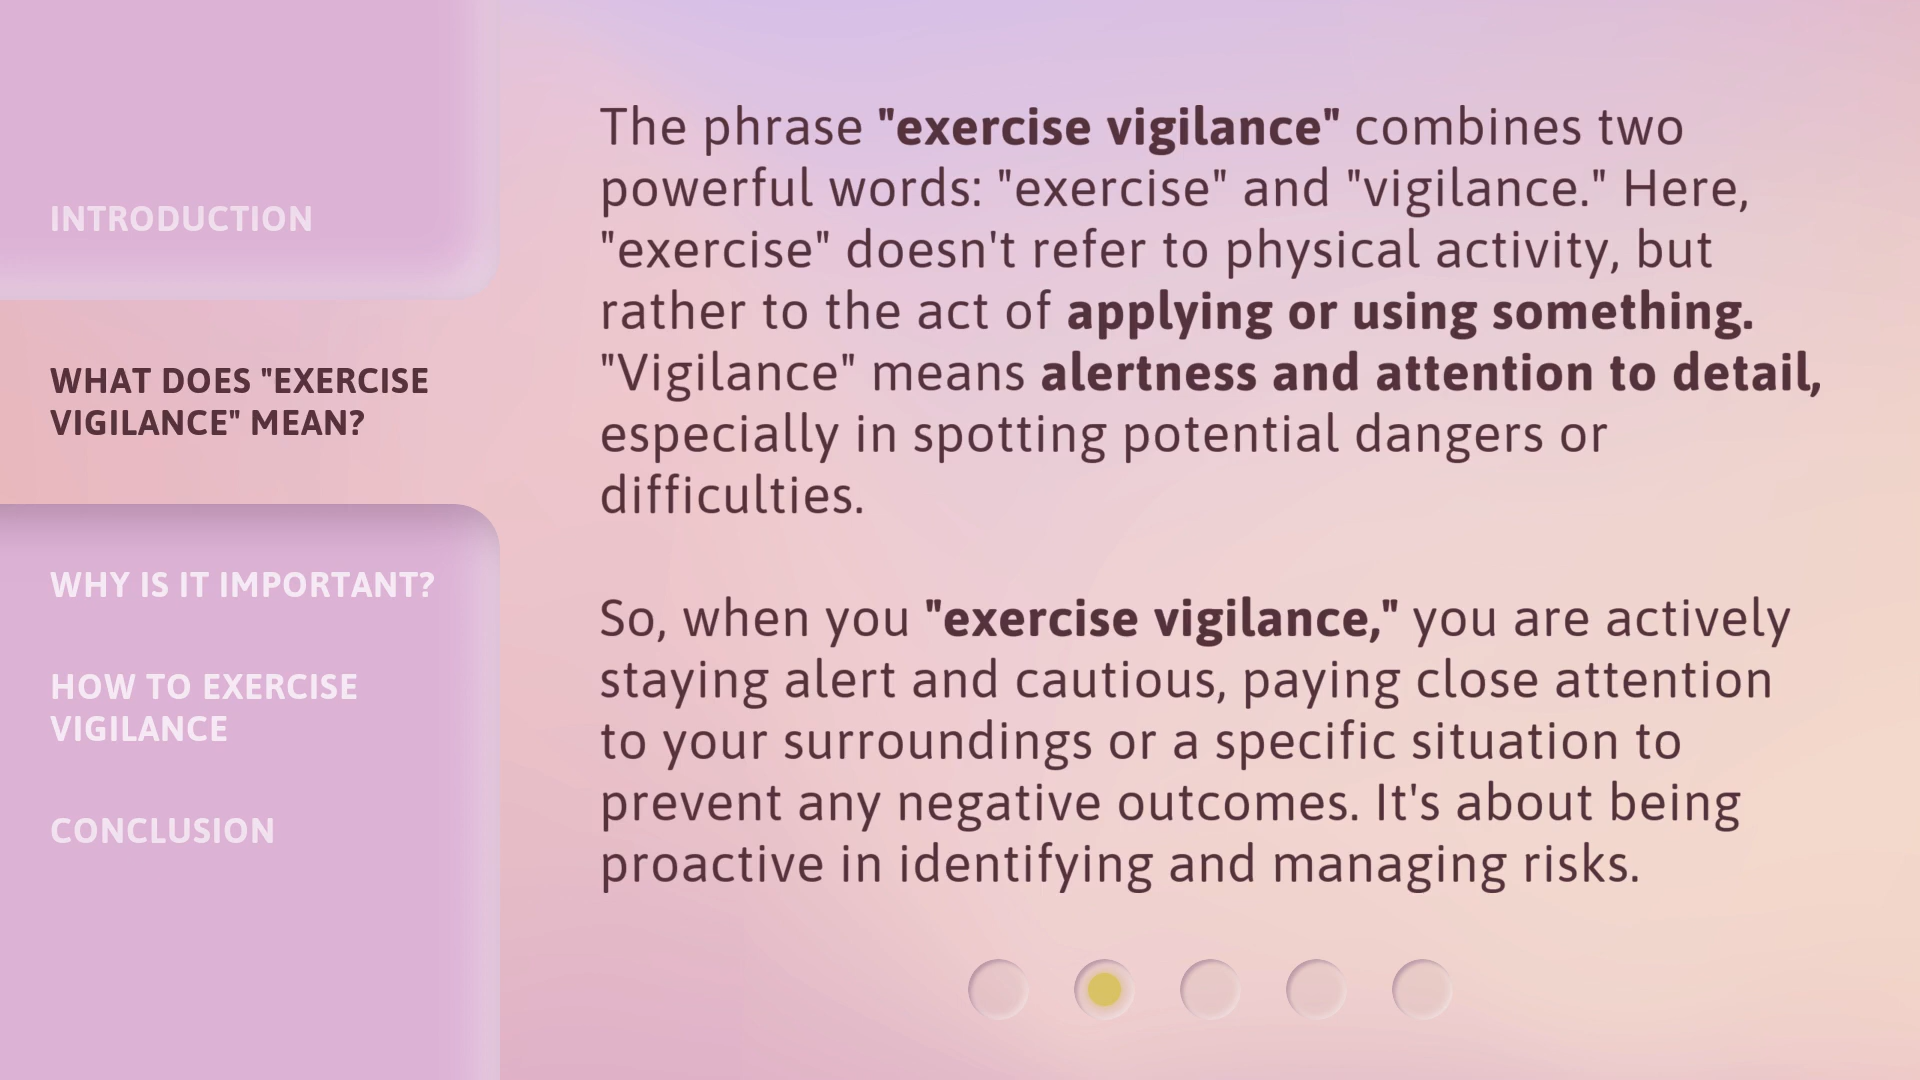 INTRODUCTION
WHAT DOES "EXERCISE
VIGILANCE" MEAN?
WHY IS IT IMPORTANT?
HOW TO EXERCISE
VIGILANCE
CONCLUSION
The phrase "exercise vigilance" combines two
powerful words: "exercise" and "vigilance." Here,
"exercise" doesn't refer to physical activity, but
rather to the act of applying or using something.
"Vigilance" means alertness and attention to detail,
especially in spotting potential dangers or
difficulties.
So, when you "exercise vigilance," you are actively
staying alert and cautious, paying close attention
to your surroundings or a specific situation to
prevent any negative outcomes. It's about being
proactive in identifying and managing risks.